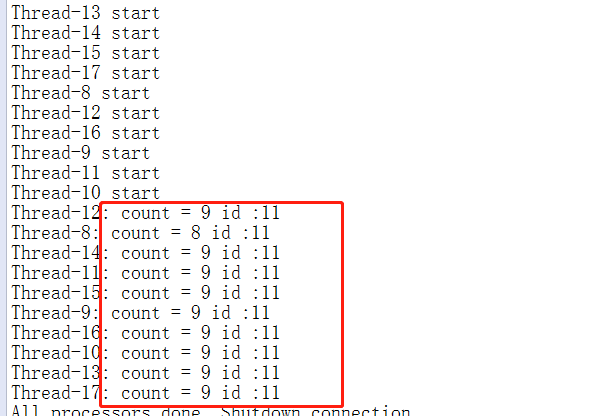 Thread-13 start
Thread-14 start
Thread-15 start
Thread-17 start
Thread-8 start
Thread-12 start
Thread-16 start
Thread-9 start
Thread-11 start
Thread-10 start
Thread-12: count = 9 id :11
Thread-8: count = 8 id :11
Thread-14: count = 9 id :11
Thread-11: count = 9 id :11
Thread-15: count = 9 id :11
Thread-9: count = 9 id :11
Thread-16: count = 9 id :11
Thread-10: count = 9 id :11
Thread-13: count = 9 id :11
Thread-17: count = 9 id :11
All processors done. Shutdown connection